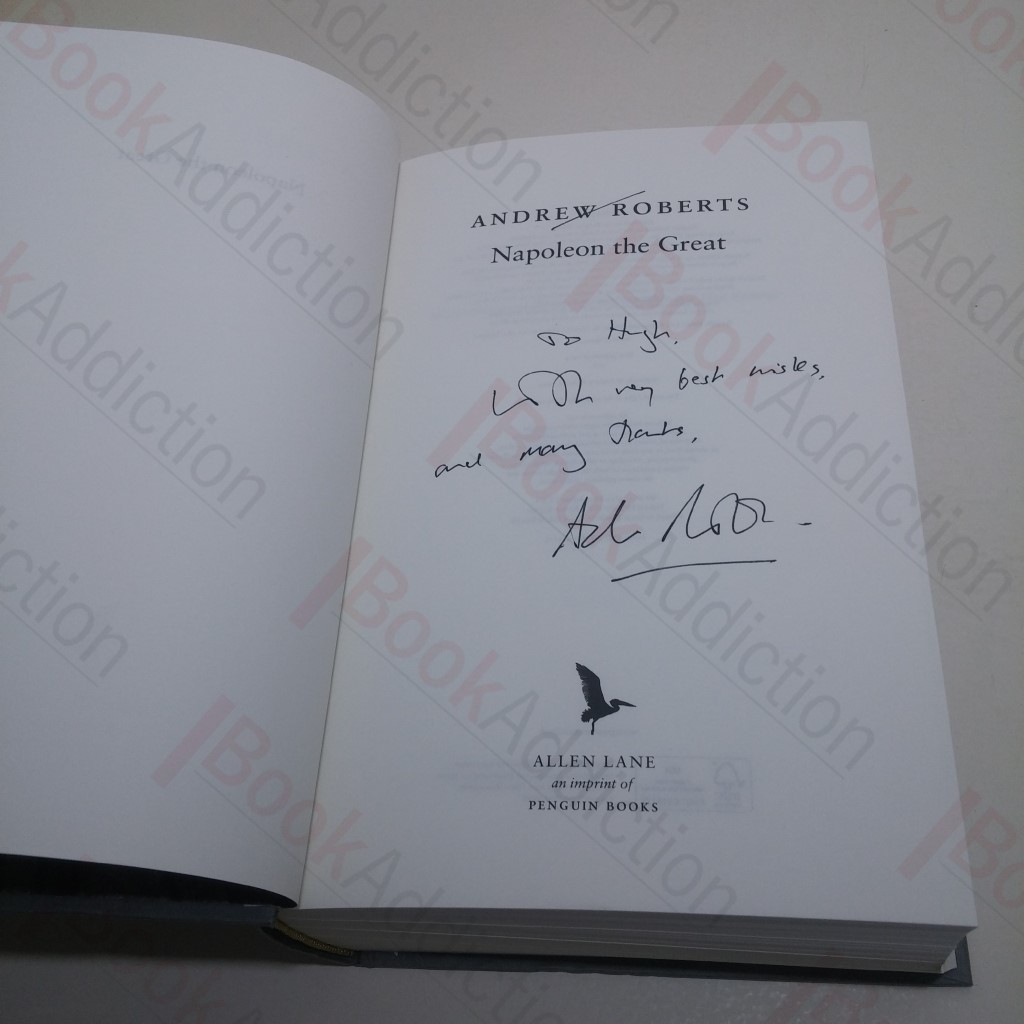 ANDREW ROBERTS
Napoleon the Great
To Hugh,
With very best wishes,
and many thanks,
ALLEN LANE
an imprint of
PENGUIN BOOKS
BookAddiction